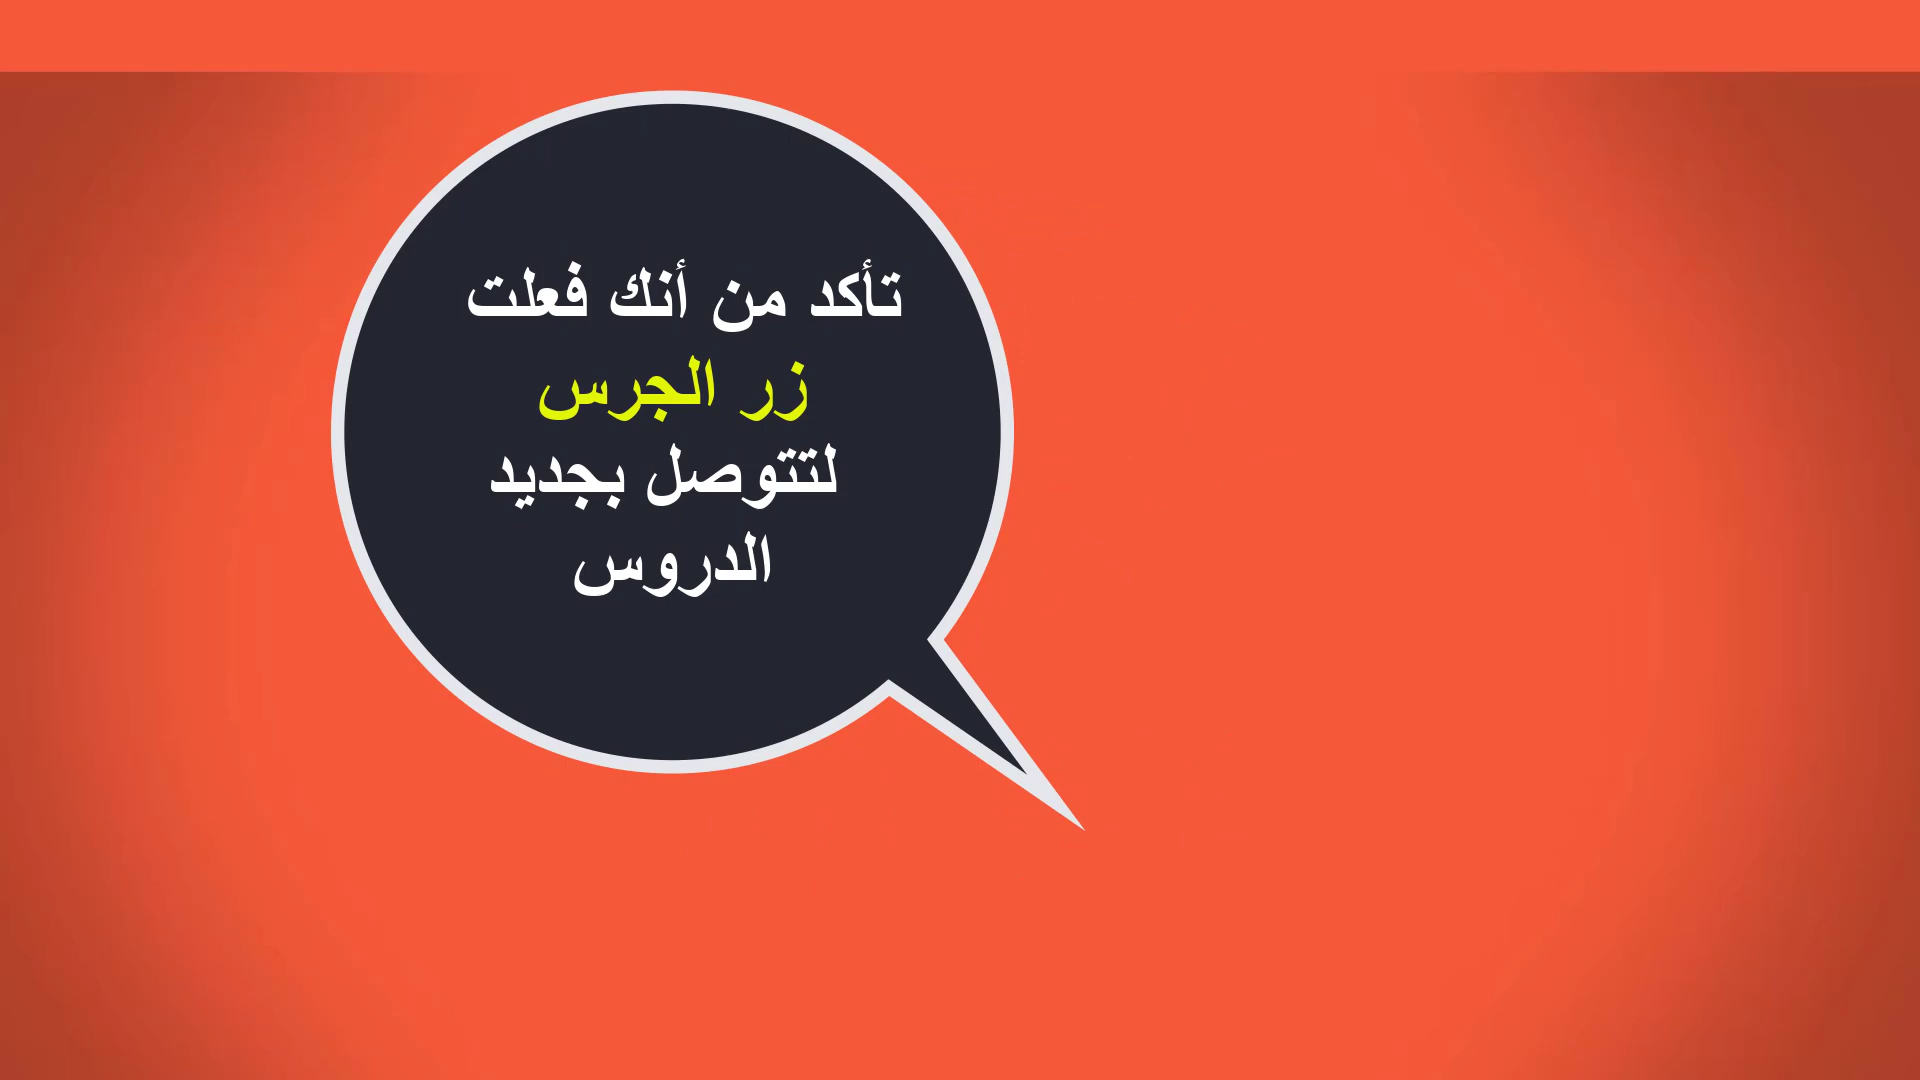 تأكد من أنك فعلت
زر الجرس
لتتوصل بجديد
الدروس